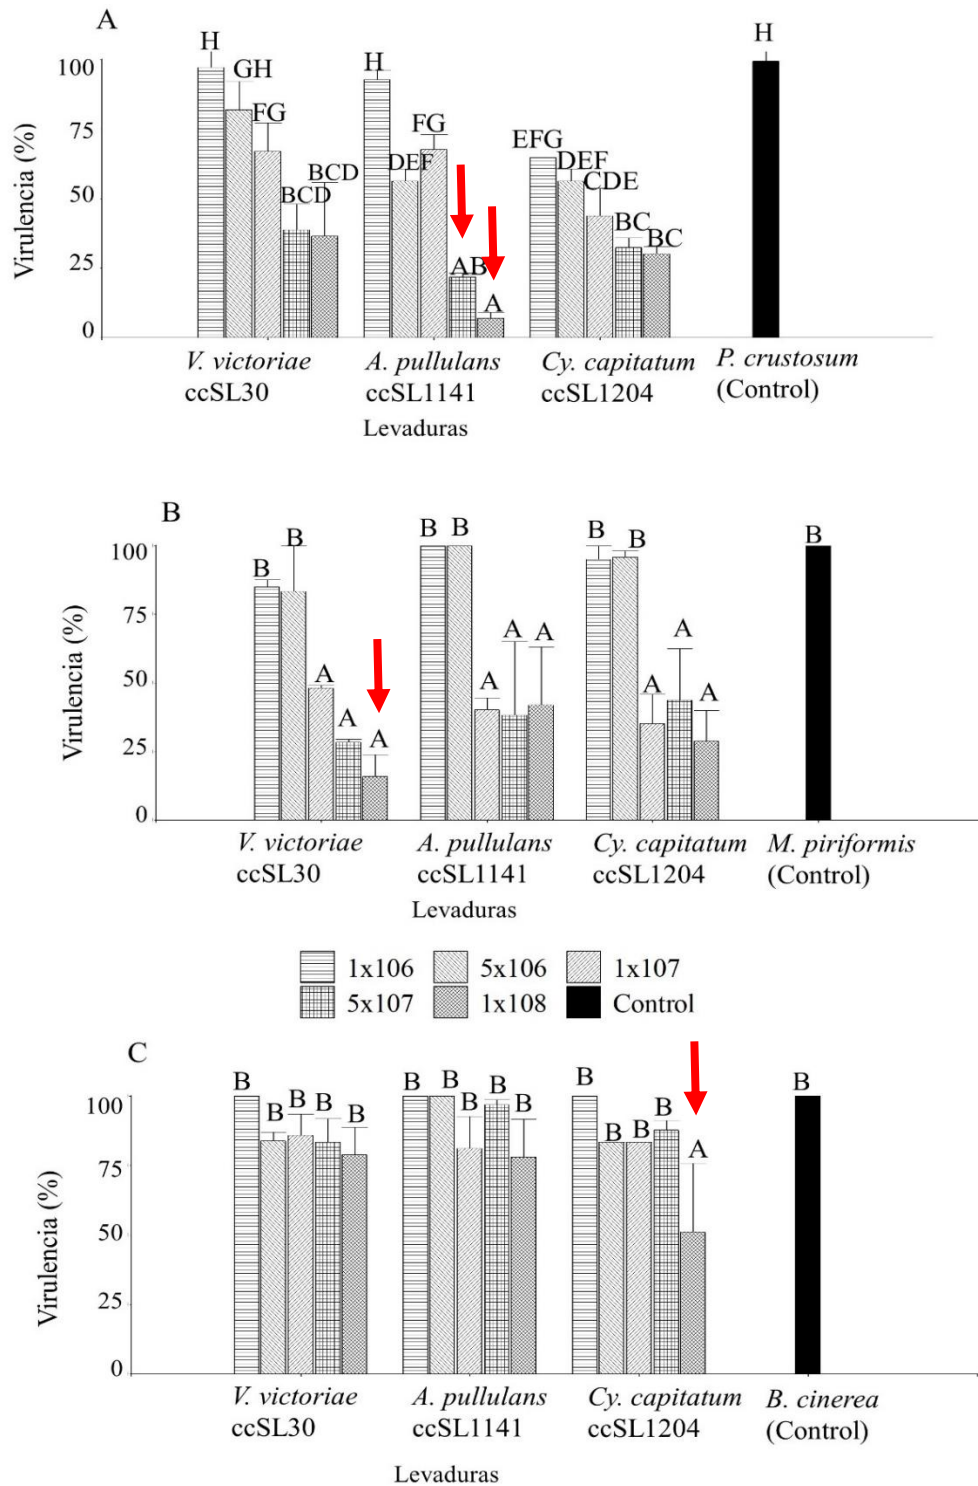 A
Virulencia (%)
100
75
50
25
0
H
GH
FG
BCD
BCD
H
DEF
FG
AB
A
EFG
DEF
CDE
BC
BC
H
V. victoriae
ccSL30
A. pullulans
ccSL1141
Cy. capitatum
ccSL1204
P. crustosum
(Control)
Levaduras
B
Virulencia (%)
100
75
50
25
0
B
B
A
A
A
B
B
A
A
A
B
B
A
A
A
B
V. victoriae
ccSL30
A. pullulans
ccSL1141
Cy. capitatum
ccSL1204
M. piriformis
(Control)
Levaduras
1x106
5x106
1x107
5x107
1x108
Control
C
Virulencia (%)
100
75
50
25
0
B
B
B
B
B
B
B
B
B
B
B
B
B
B
A
B
V. victoriae
ccSL30
A. pullulans
ccSL1141
Cy. capitatum
ccSL1204
B. cinerea
(Control)
Levaduras